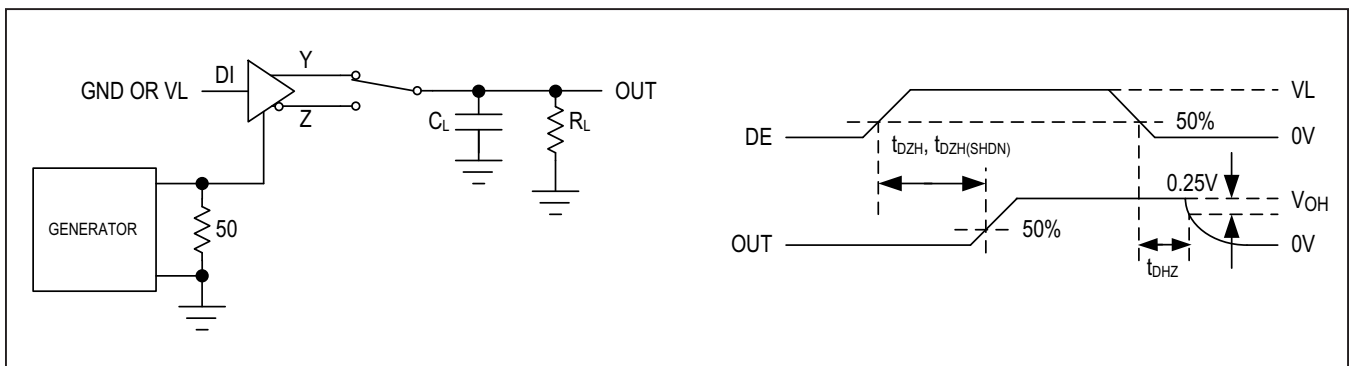 GND OR VL
DI
Y
Z
OUT
CL
RL
GENERATOR
50
DE
VL
50%
0V
tDZH, tDZH(SHDN)
0.25V
VOH
OUT
50%
0V
tDHZ